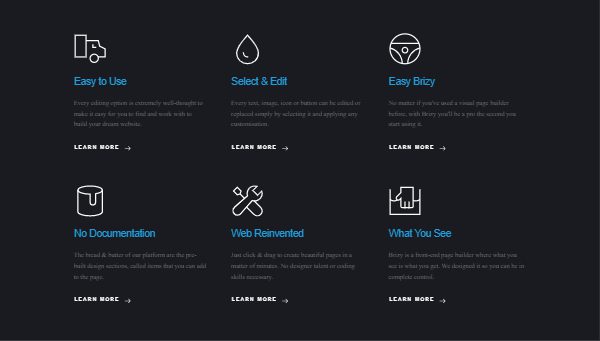 Easy to Use
Every editing option is extremely well-thought to
make it easy for you to find and work with to
build your dream website.
LEARN MORE →
Select & Edit
Every text, image, icon or button can be edited or
replaced simply by selecting it and applying any
customisation.
LEARN MORE →
Easy Brizy
No matter if you've used a visual page builder
before, with Brizy you'll be a pro the second you
start using it.
LEARN MORE →
No Documentation
The bread & butter of our platform are the pre-
built design sections, called items that you can add
to the page.
LEARN MORE →
Web Reinvented
Just click & drag to create beautiful pages in a
matter of minutes. No designer talent or coding
skills necessary.
LEARN MORE →
What You See
Brizy is a front-end page builder where what you
see is what you get. We designed it so you can be in
complete control.
LEARN MORE →